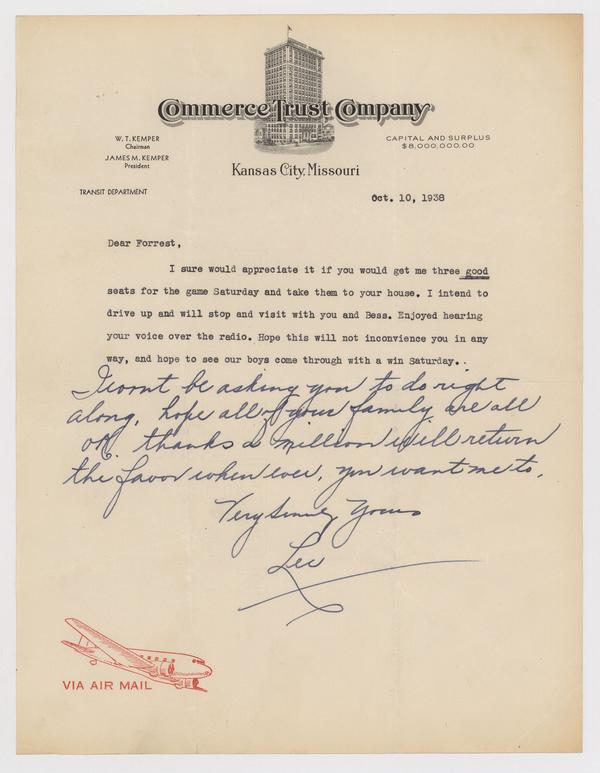 Commerce Trust Company
W. T. KEMPER
Chairman
JAMES M. KEMPER
President
CAPITAL AND SURPLUS
$8,000,000.00
Kansas City, Missouri
TRANSIT DEPARTMENT
Oct. 10, 1938
Dear Forrest,
I sure would appreciate it if you would get me three good
seats for the game Saturday and take them to your house. I intend to
drive up and will stop and visit with you and Bess. Enjoyed hearing
your voice over the radio. Hope this will not inconvience you in any
way, and hope to see our boys come through with a win Saturday..
I wont be asking you to do right
along, hope all of your family are all
OK. thanks a million will return
the favor when ever, you want me to.
Very Sincerely Yours
VIA AIR MAIL